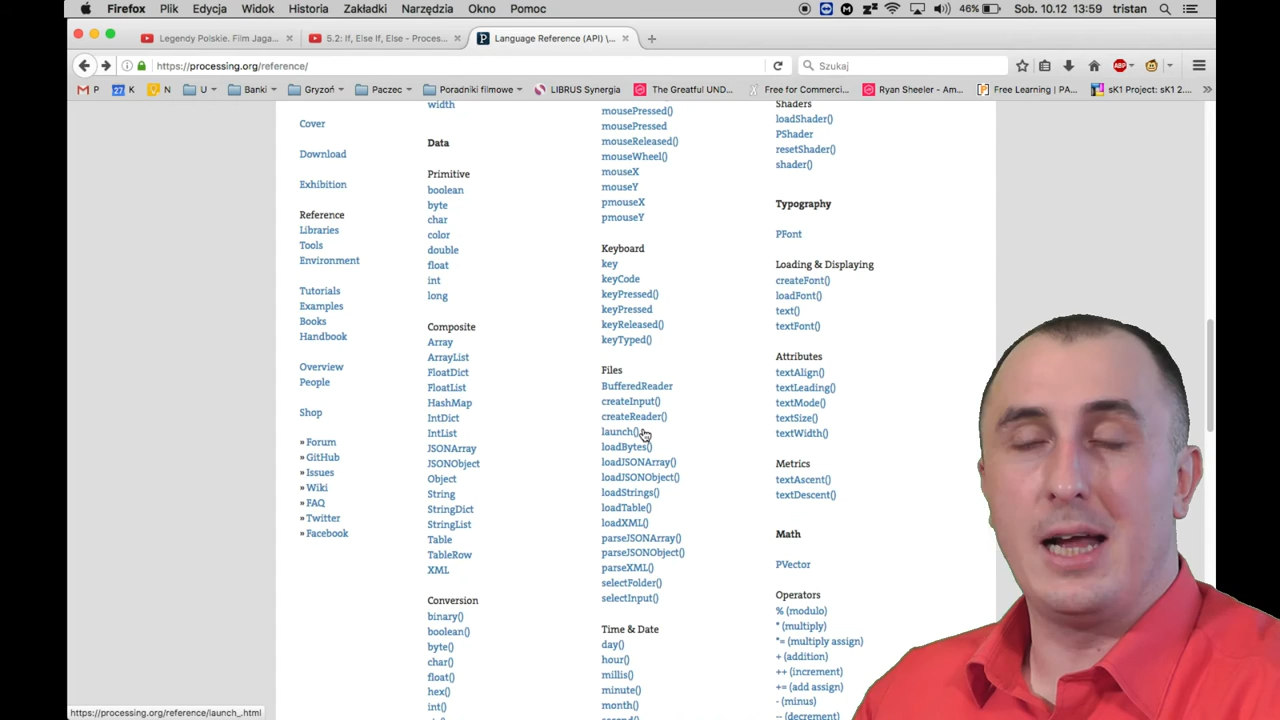 Firefox Plik Edycja Widok Historia Zakładki Narzędzia Okno Pomoc 46% Sob. 10.12 13:59 tristan
Legendy Polskie. Film Jaga...
5.2: If, Else If, Else - Proces...
Language Reference (API) \...
https://processing.org/reference/
Szukaj
M P 27 K N U Banki Gryzoń Paczec Poradniki filmowe LIBRUS Synergia The Greatful UND... Free for Commerci... Ryan Sheeler - Am... Free Learning | PA... sK1 Project: sK1 2....
Cover
Download
Exhibition
Reference
Libraries
Tools
Environment
Tutorials
Examples
Books
Handbook
Overview
People
Shop
» Forum
» GitHub
» Issues
» Wiki
» FAQ
» Twitter
» Facebook
width
Data
Primitive
boolean
byte
char
color
double
float
int
long
Composite
Array
ArrayList
FloatDict
FloatList
HashMap
IntDict
IntList
JSONArray
JSONObject
Object
String
StringDict
StringList
Table
TableRow
XML
Conversion
binary()
boolean()
byte()
char()
float()
hex()
int()
mousePressed()
mousePressed
mouseReleased()
mouseWheel()
mouseX
mouseY
pmouseX
pmouseY
Keyboard
key
keyCode
keyPressed()
keyPressed
keyReleased()
keyTyped()
Files
BufferedReader
createInput()
createReader()
launch()
loadBytes()
loadJSONArray()
loadJSONObject()
loadStrings()
loadTable()
loadXML()
parseJSONArray()
parseJSONObject()
parseXML()
selectFolder()
selectInput()
Time & Date
day()
hour()
millis()
minute()
month()
second()
Shaders
loadShader()
PShader
resetShader()
shader()
Typography
PFont
Loading & Displaying
createFont()
loadFont()
text()
textFont()
Attributes
textAlign()
textLeading()
textMode()
textSize()
textWidth()
Metrics
textAscent()
textDescent()
Math
PVector
Operators
% (modulo)
* (multiply)
*= (multiply assign)
+ (addition)
++ (increment)
+= (add assign)
- (minus)
-- (decrement)
https://processing.org/reference/launch_.html